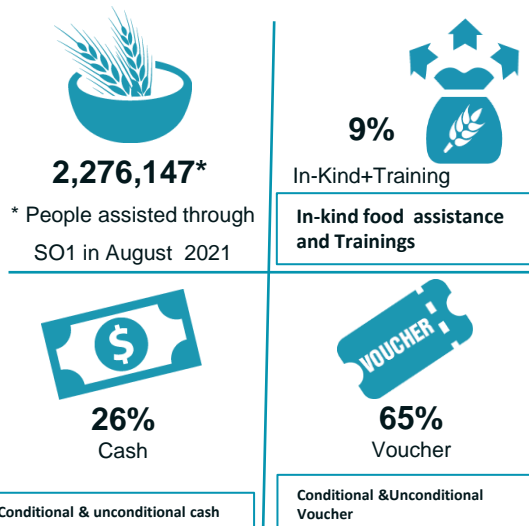 2,276,147*
* People assisted through
SO1 in August 2021
9%
In-Kind+Training
In-kind food assistance
and Trainings
$
26%
Cash
Conditional & unconditional cash
VOUCHER
65%
Voucher
Conditional &Unconditional
Voucher